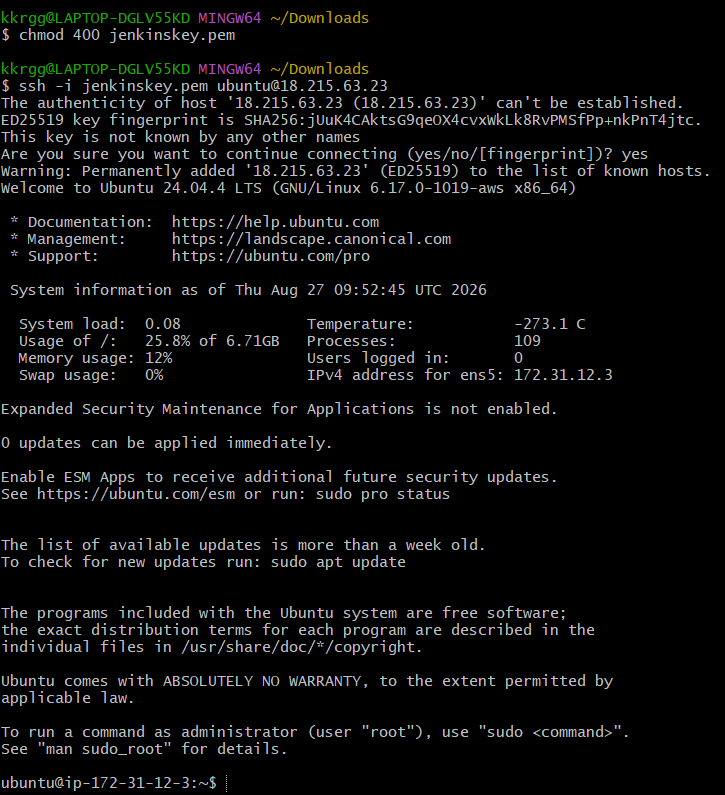 kkrgg@LAPTOP-DGLV55KD MINGW64 ~/Downloads
$ chmod 400 jenkinskey.pem
kkrgg@LAPTOP-DGLV55KD MINGW64 ~/Downloads
$ ssh -i jenkinskey.pem ubuntu@18.215.63.23
The authenticity of host '18.215.63.23 (18.215.63.23)' can't be established.
ED25519 key fingerprint is SHA256:jUuK4CAktsG9qeOX4cvxWkLk8RvPMSfPp+nkPnT4jtc.
This key is not known by any other names
Are you sure you want to continue connecting (yes/no/[fingerprint])? yes
Warning: Permanently added '18.215.63.23' (ED25519) to the list of known hosts.
Welcome to Ubuntu 24.04.4 LTS (GNU/Linux 6.17.0-1019-aws x86_64)
* Documentation:  https://help.ubuntu.com
* Management:     https://landscape.canonical.com
* Support:        https://ubuntu.com/pro
System information as of Thu Aug 27 09:52:45 UTC 2026
System load:  0.08                Temperature:           -273.1 C
Usage of /:   25.8% of 6.71GB   Processes:             109
Memory usage: 12%                Users logged in:       0
Swap usage:   0%                 IPv4 address for ens5: 172.31.12.3
Expanded Security Maintenance for Applications is not enabled.
0 updates can be applied immediately.
Enable ESM Apps to receive additional future security updates.
See https://ubuntu.com/esm or run: sudo pro status
The list of available updates is more than a week old.
To check for new updates run: sudo apt update
The programs included with the Ubuntu system are free software;
the exact distribution terms for each program are described in the
individual files in /usr/share/doc/*/copyright.
Ubuntu comes with ABSOLUTELY NO WARRANTY, to the extent permitted by
applicable law.
To run a command as administrator (user "root"), use "sudo <command>".
See "man sudo_root" for details.
ubuntu@ip-172-31-12-3:~$